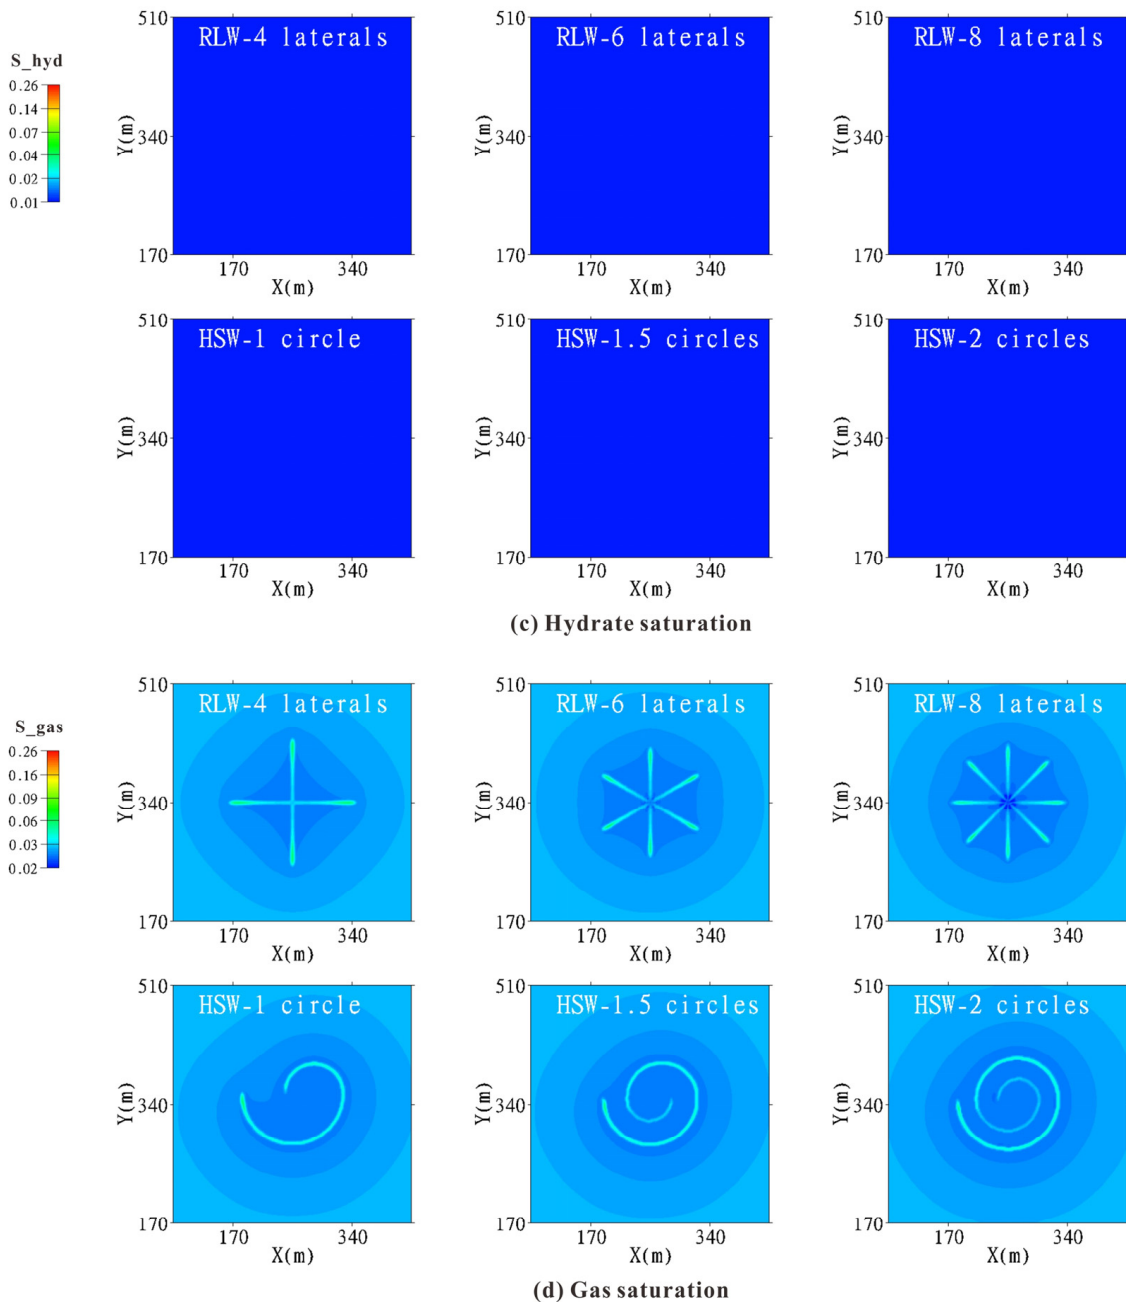 S_hyd
0.26
0.14
0.07
0.04
0.02
0.01
510
340
170
Y(m)
RLW-4 laterals
170 340
X(m)
510
340
170
Y(m)
RLW-6 laterals
170 340
X(m)
510
340
170
Y(m)
RLW-8 laterals
170 340
X(m)
510
340
170
Y(m)
HSW-1 circle
170 340
X(m)
510
340
170
Y(m)
HSW-1.5 circles
170 340
X(m)
510
340
170
Y(m)
HSW-2 circles
170 340
X(m)
(c) Hydrate saturation
S_gas
0.26
0.16
0.09
0.06
0.03
0.02
510
340
170
Y(m)
RLW-4 laterals
170 340
X(m)
510
340
170
Y(m)
RLW-6 laterals
170 340
X(m)
510
340
170
Y(m)
RLW-8 laterals
170 340
X(m)
510
340
170
Y(m)
HSW-1 circle
170 340
X(m)
510
340
170
Y(m)
HSW-1.5 circles
170 340
X(m)
510
340
170
Y(m)
HSW-2 circles
170 340
X(m)
(d) Gas saturation